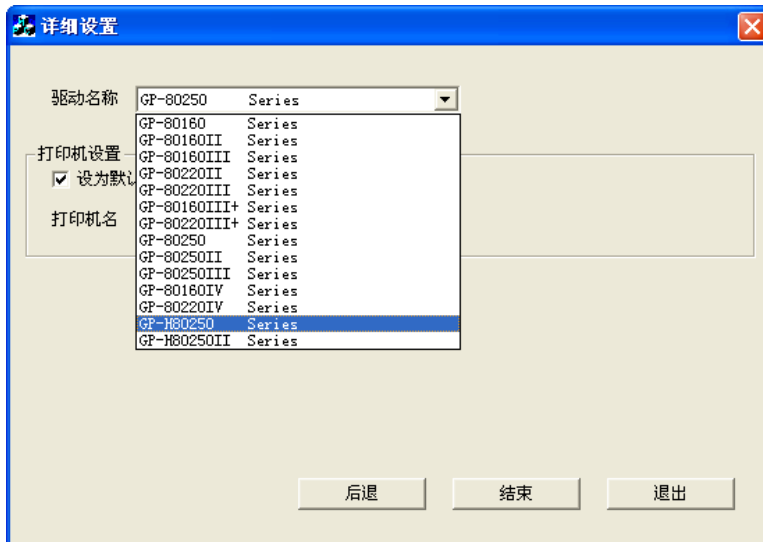 详细设置
驱动名称 GP-80250 Series
GP-80160 Series
GP-80160II Series
GP-80160III Series
GP-80220II Series
GP-80220III Series
GP-80160III+ Series
GP-80220III+ Series
GP-80250 Series
GP-80250II Series
GP-80250III Series
GP-80160IV Series
GP-80220IV Series
GP-H80250 Series
GP-H80250II Series
打印机设置
设为默
打印机名
后退 结束 退出